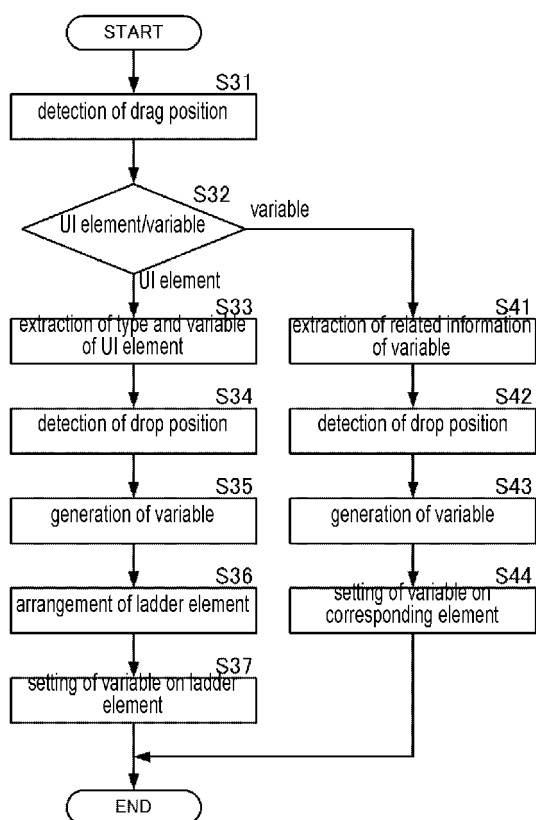 START
S31
detection of drag position
S32
UI element/variable
variable
UI element
S33
extraction of type and variable
of UI element
S34
detection of drop position
S35
generation of variable
S36
arrangement of ladder element
S37
setting of variable on ladder
element
S41
extraction of related information
of variable
S42
detection of drop position
S43
generation of variable
S44
setting of variable on
corresponding element
END